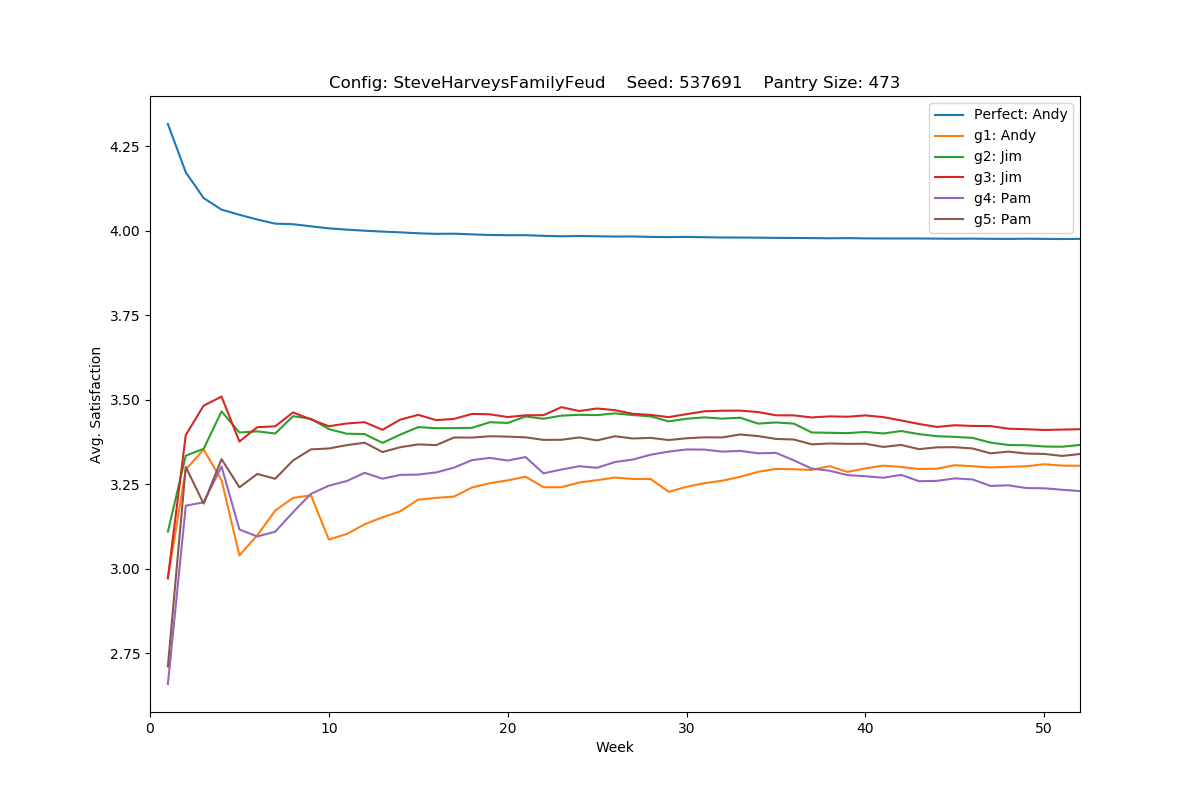 Config: SteveHarveysFamilyFeud    Seed: 537691    Pantry Size: 473
Perfect: Andy
g1: Andy
g2: Jim
g3: Jim
g4: Pam
g5: Pam
4.25
4.00
3.75
3.50
3.25
3.00
2.75
Avg. Satisfaction
0 10 20 30 40 50
Week